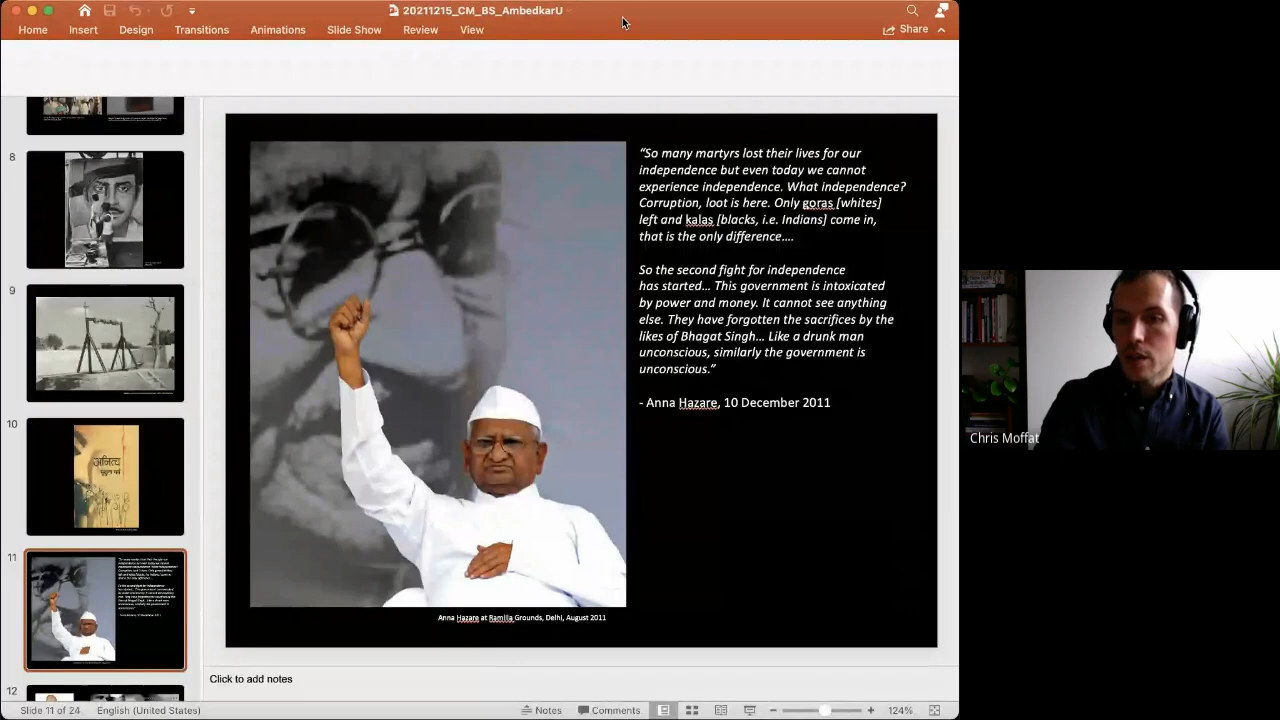 20211215_CM_BS_AmbedkarU
Home Insert Design Transitions Animations Slide Show Review View Share
8
9
10
अनित्य
11
12
“So many martyrs lost their lives for our
independence but even today we cannot
experience independence. What independence?
Corruption, loot is here. Only goras [whites]
left and kalas [blacks, i.e. Indians] come in,
that is the only difference....
So the second fight for independence
has started... This government is intoxicated
by power and money. It cannot see anything
else. They have forgotten the sacrifices by the
likes of Bhagat Singh... Like a drunk man
unconscious, similarly the government is
unconscious.”
- Anna Hazare, 10 December 2011
Anna Hazare at Ramlila Grounds, Delhi, August 2011
Click to add notes
Slide 11 of 24 English (United States) Notes Comments 124%
Chris Moffat